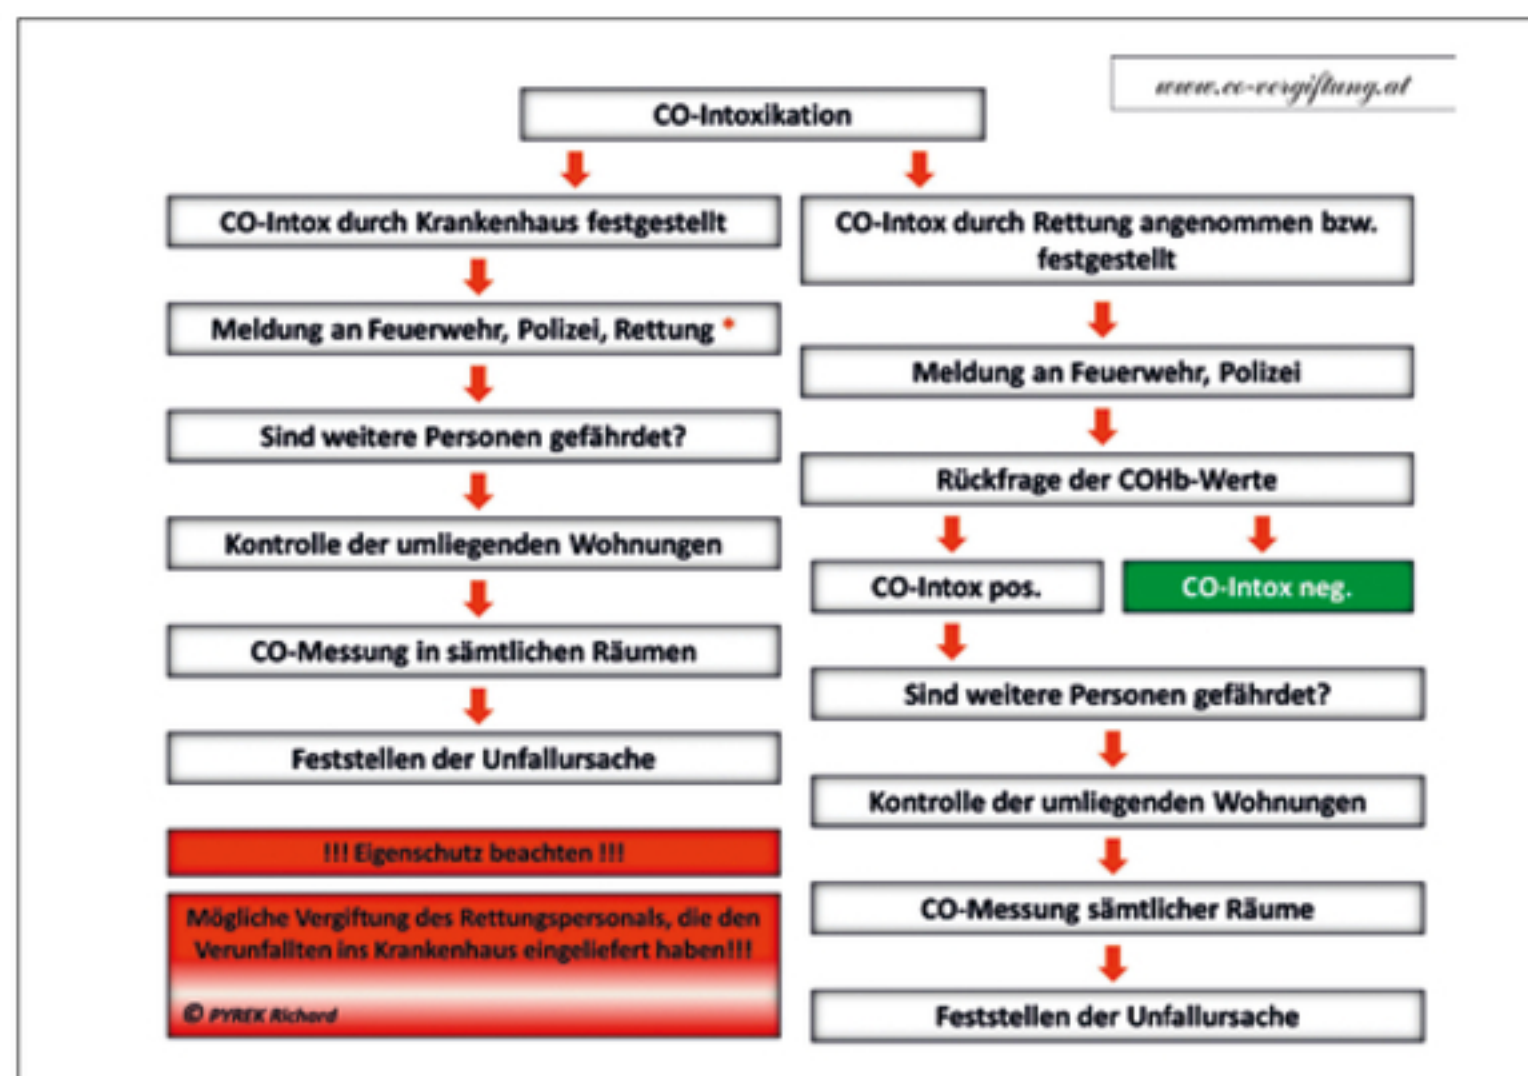 www.co-vergiftung.at
CO-Intoxikation
CO-Intox durch Krankenhaus festgestellt
Meldung an Feuerwehr, Polizei, Rettung *
Sind weitere Personen gefährdet?
Kontrolle der umliegenden Wohnungen
CO-Messung in sämtlichen Räumen
Feststellen der Unfallursache
!!! Eigenschutz beachten !!!
Mögliche Vergiftung des Rettungspersonals, die den
Verunfallten ins Krankenhaus eingeliefert haben!!!
© PYREK Richard
CO-Intox durch Rettung angenommen bzw.
festgestellt
Meldung an Feuerwehr, Polizei
Rückfrage der COHb-Werte
CO-Intox pos.
CO-Intox neg.
Sind weitere Personen gefährdet?
Kontrolle der umliegenden Wohnungen
CO-Messung sämtlicher Räume
Feststellen der Unfallursache